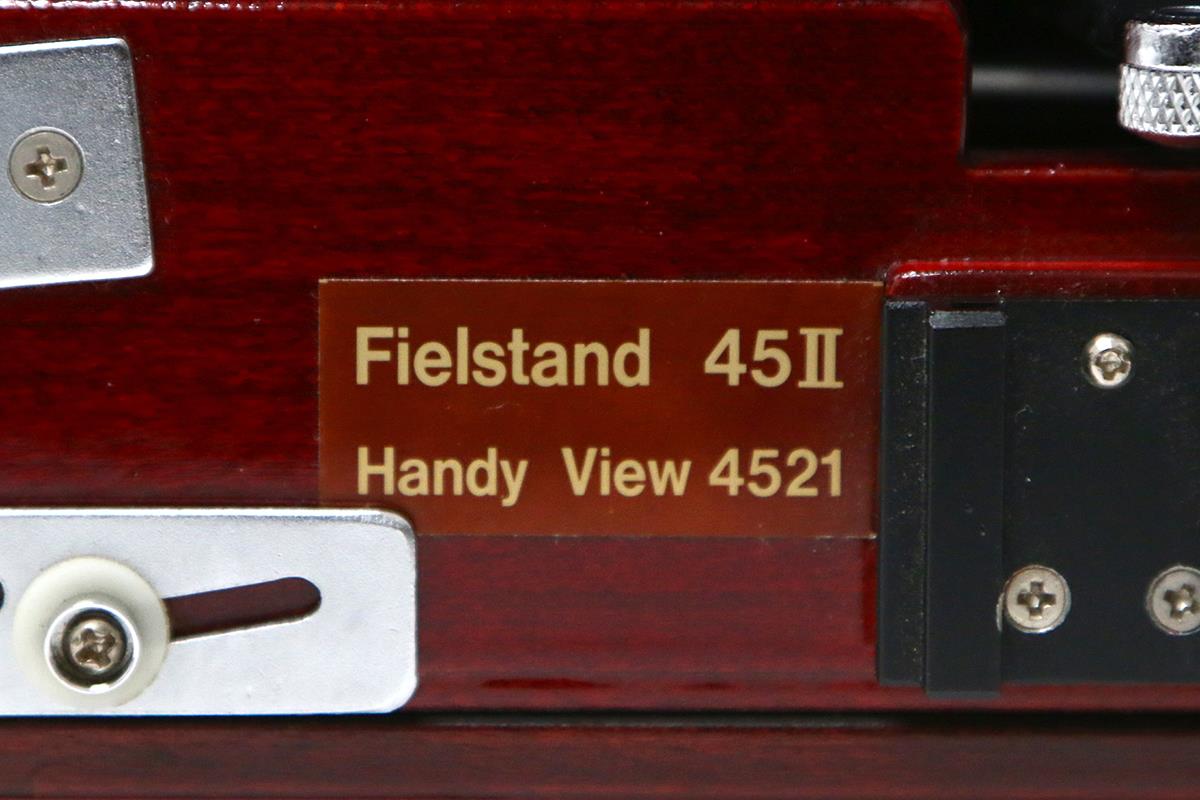 Fielstand 45Ⅱ
Handy View 4521